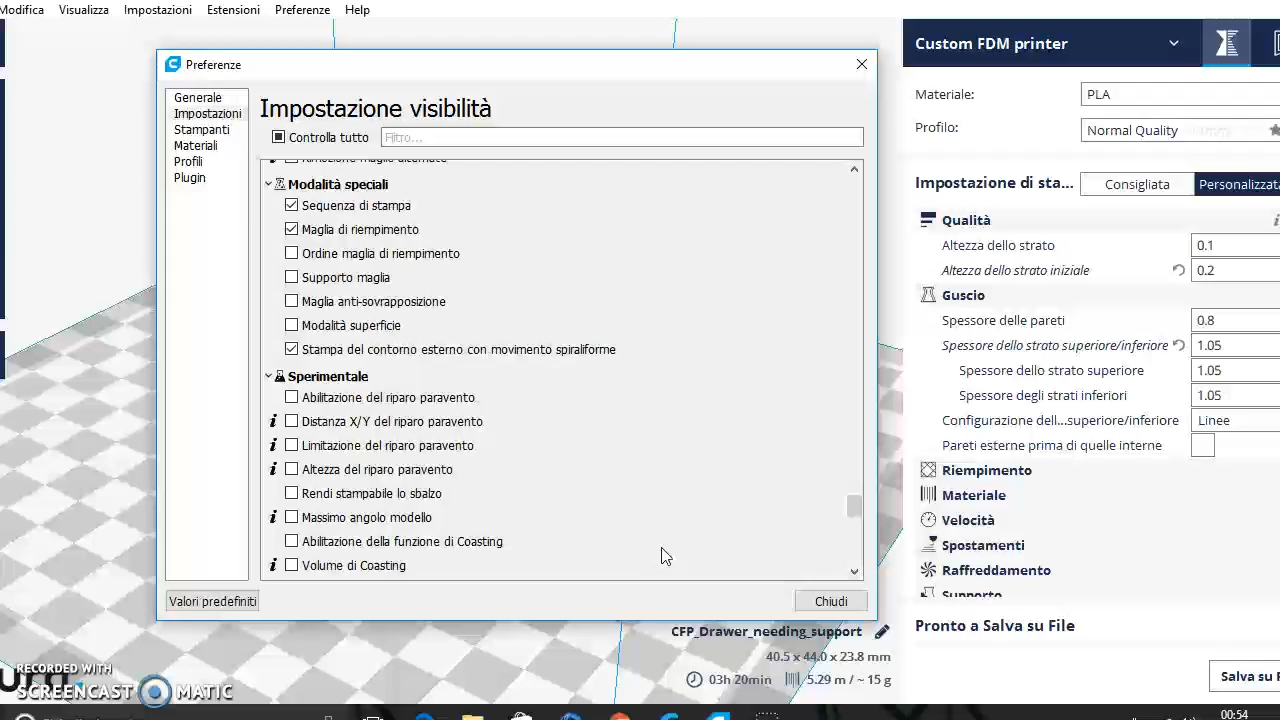 Modifica Visualizza Impostazioni Estensioni Preferenze Help
Preferenze
Generale
Impostazioni
Stampanti
Materiali
Profili
Plugin
Impostazione visibilità
Controlla tutto Filtro...
Modalità speciali
Sequenza di stampa
Maglia di riempimento
Ordine maglia di riempimento
Supporto maglia
Maglia anti-sovrapposizione
Modalità superficie
Stampa del contorno esterno con movimento spiraliforme
Sperimentale
Abilitazione del riparo paravento
Distanza X/Y del riparo paravento
Limitazione del riparo paravento
Altezza del riparo paravento
Rendi stampabile lo sbalzo
Massimo angolo modello
Abilitazione della funzione di Coasting
Volume di Coasting
Valori predefiniti Chiudi
Custom FDM printer
Materiale: PLA
Profilo: Normal Quality
Impostazione di sta... Consigliata Personalizzata
Qualità
Altezza dello strato 0.1
Altezza dello strato iniziale 0.2
Guscio
Spessore delle pareti 0.8
Spessore dello strato superiore/inferiore 1.05
Spessore dello strato superiore 1.05
Spessore degli strati inferiori 1.05
Configurazione dell...superiore/inferiore Linee
Pareti esterne prima di quelle interne
Riempimento
Materiale
Velocità
Spostamenti
Raffreddamento
Supporto
Pronto a Salva su File
Salva su F
CFP_Drawer_needing_support
40.5 x 44.0 x 23.8 mm
03h 20min 5.29 m / ~ 15 g
RECORDED WITH
SCREENCAST MATIC
00:54